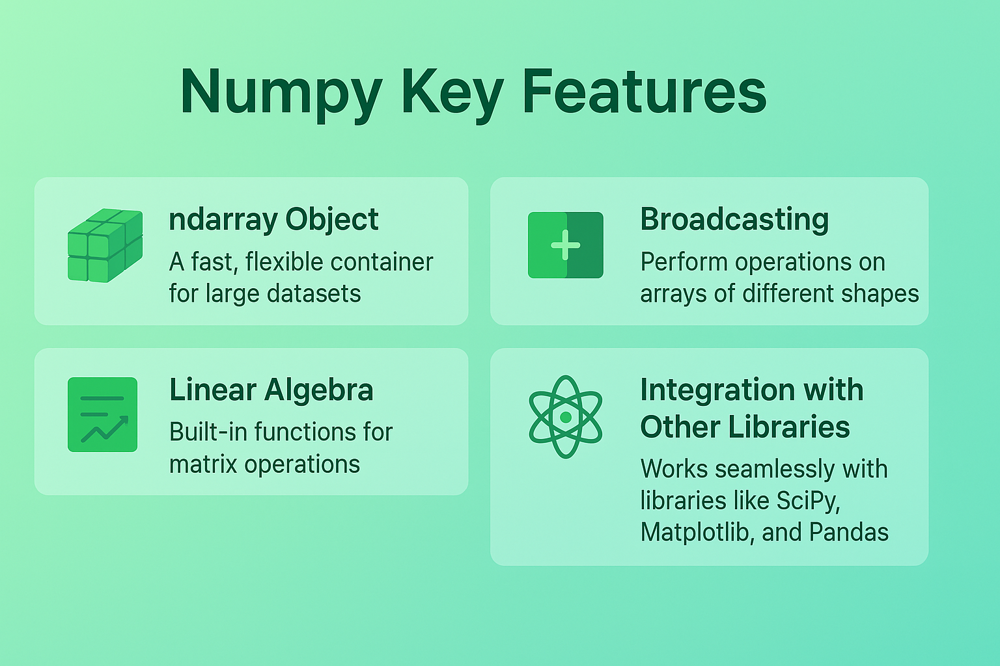 Numpy Key Features
ndarray Object
A fast, flexible container
for large datasets
Broadcasting
Perform operations on
arrays of different shapes
Linear Algebra
Built-in functions for
matrix operations
Integration with
Other Libraries
Works seamlessly with
libraries like SciPy,
Matplotlib, and Pandas